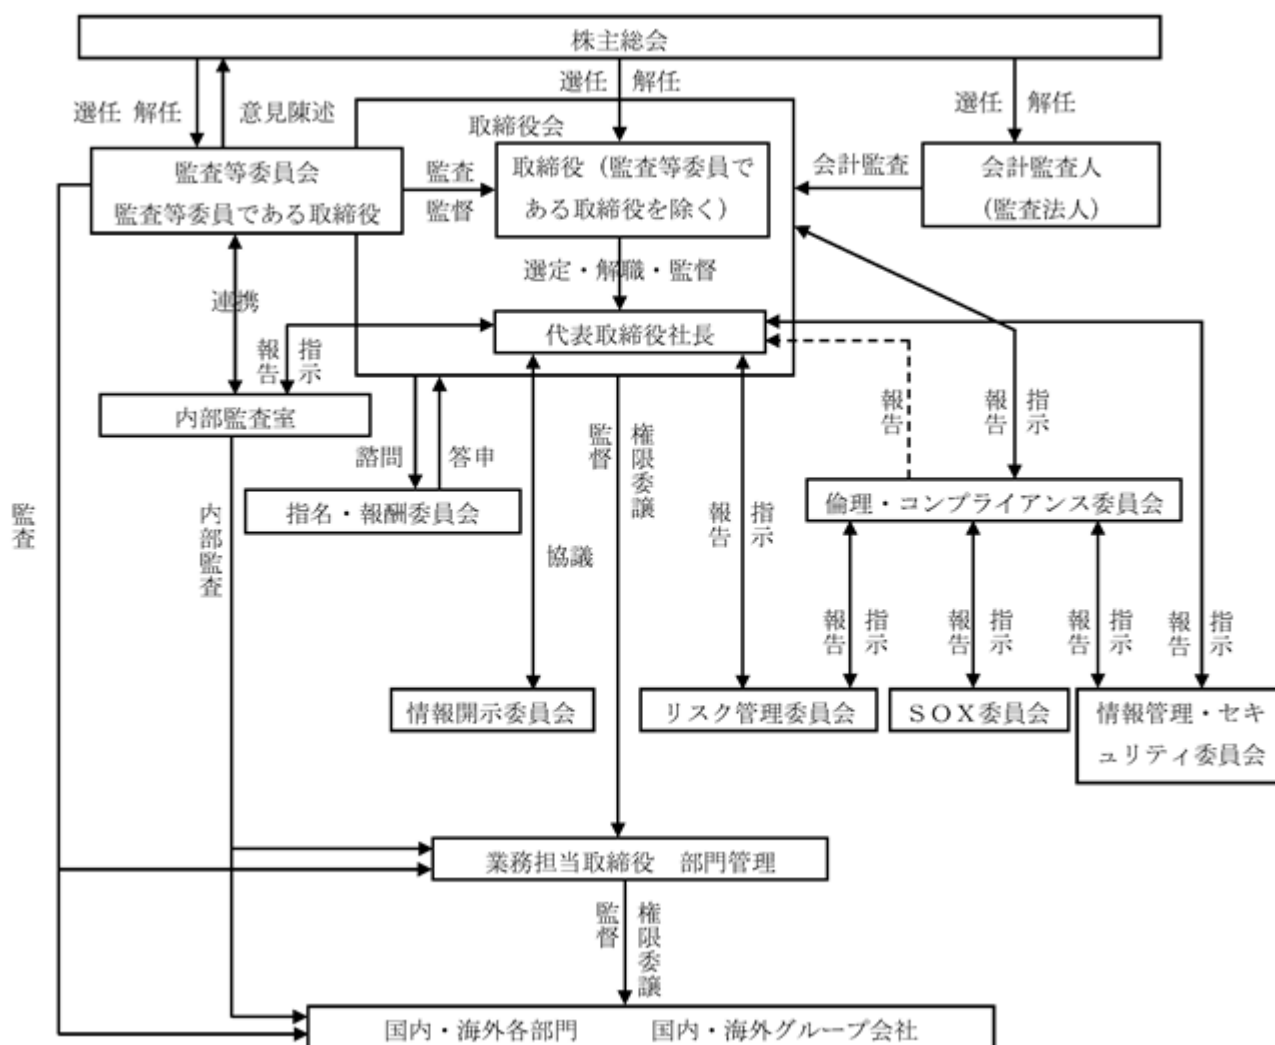 株主総会
選任 解任
意見陳述
選任 解任
選任 解任
取締役会
監査等委員会
監査等委員である取締役
監査
監督
取締役（監査等委員で
ある取締役を除く）
会計監査
会計監査人
（監査法人）
選定・解職・監督
連携
代表取締役社長
報告
指示
内部監査室
諮問
答申
指名・報酬委員会
監督
権限委譲
報告
報告
指示
倫理・コンプライアンス委員会
監査
内部監査
協議
報告
指示
報告
指示
報告
指示
報告
指示
報告
指示
情報開示委員会
リスク管理委員会
ＳＯＸ委員会
情報管理・セキ
ュリティ委員会
業務担当取締役　部門管理
監督
権限委譲
国内・海外各部門　　　国内・海外グループ会社